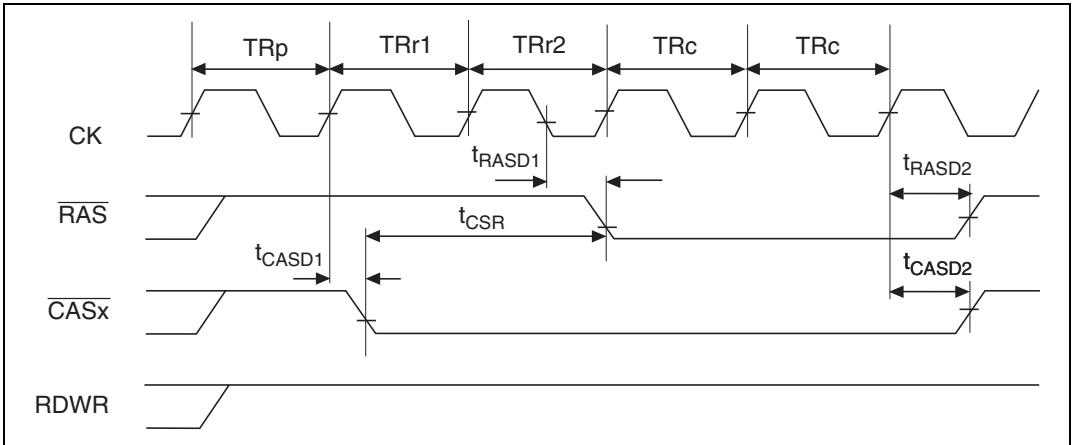 TRp TRr1 TRr2 TRc TRc
CK
tRASD1
tRASD2
RAS
tCSR
tCASD1
tCASD2
CASx
RDWR